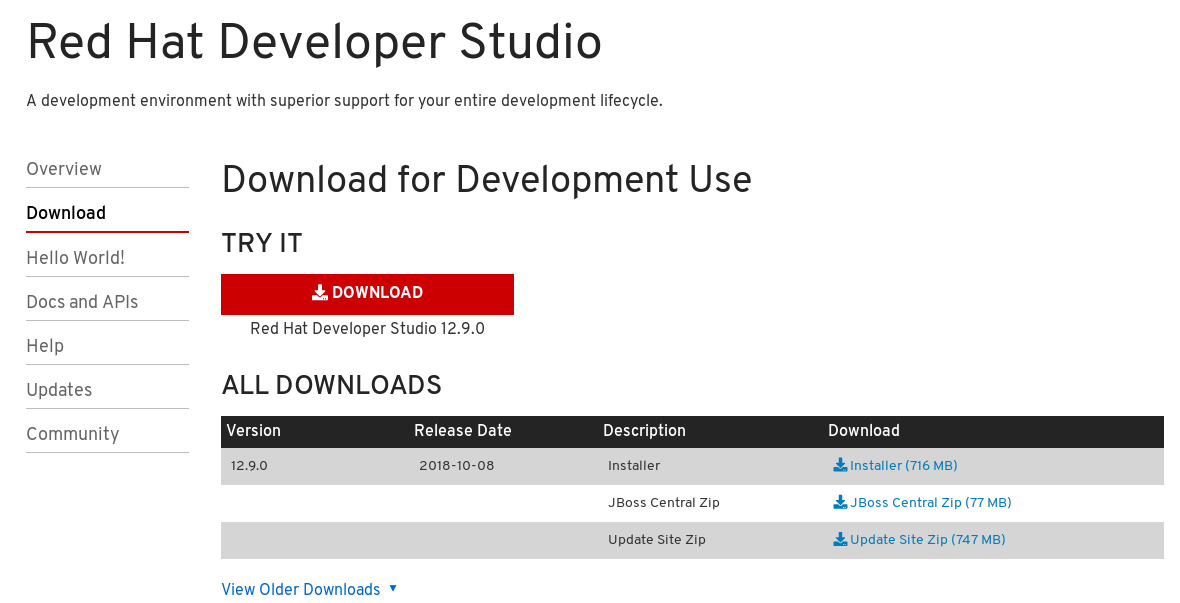 Red Hat Developer Studio
A development environment with superior support for your entire development lifecycle.
Overview
Download
Hello World!
Docs and APIs
Help
Updates
Community
Download for Development Use
TRY IT
DOWNLOAD
Red Hat Developer Studio 12.9.0
ALL DOWNLOADS
Version Release Date Description Download
12.9.0 2018-10-08 Installer Installer (716 MB)
JBoss Central Zip JBoss Central Zip (77 MB)
Update Site Zip Update Site Zip (747 MB)
View Older Downloads ▼